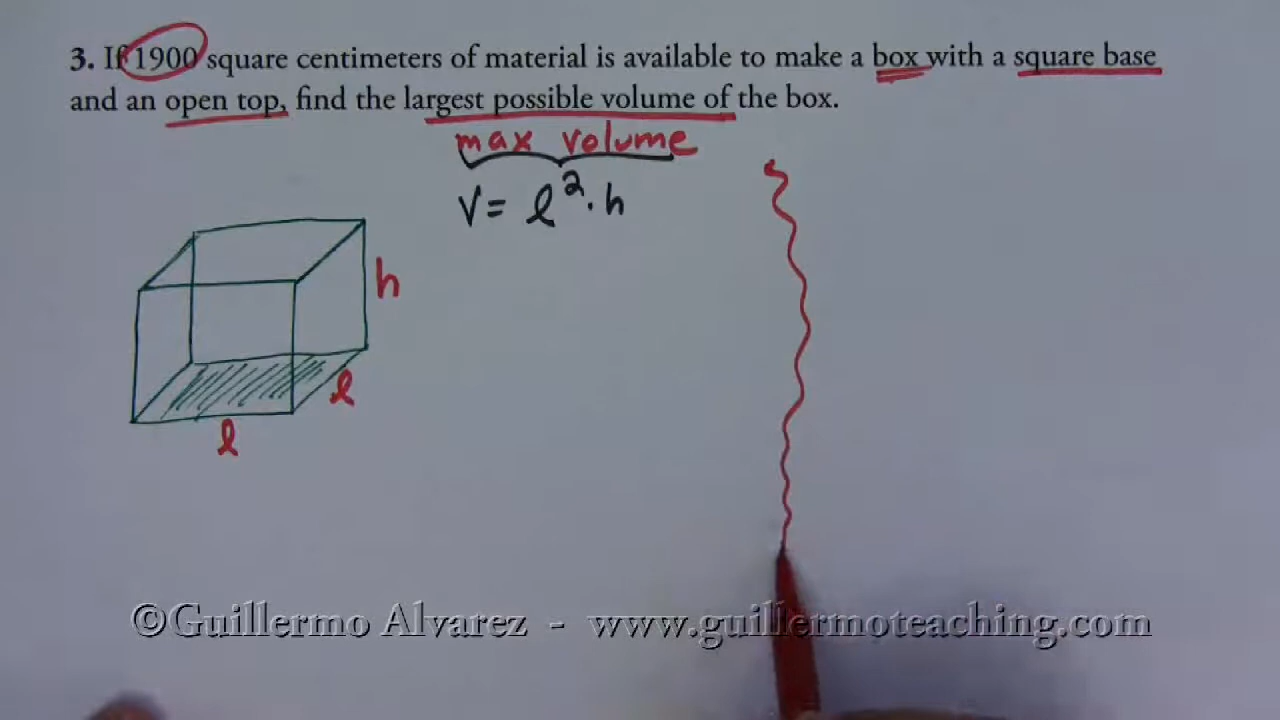 3. If 1900 square centimeters of material is available to make a box with a square base
and an open top, find the largest possible volume of the box.
max volume
V = l².h
h
l
l
©Guillermo Alvarez - www.guillermoteaching.com